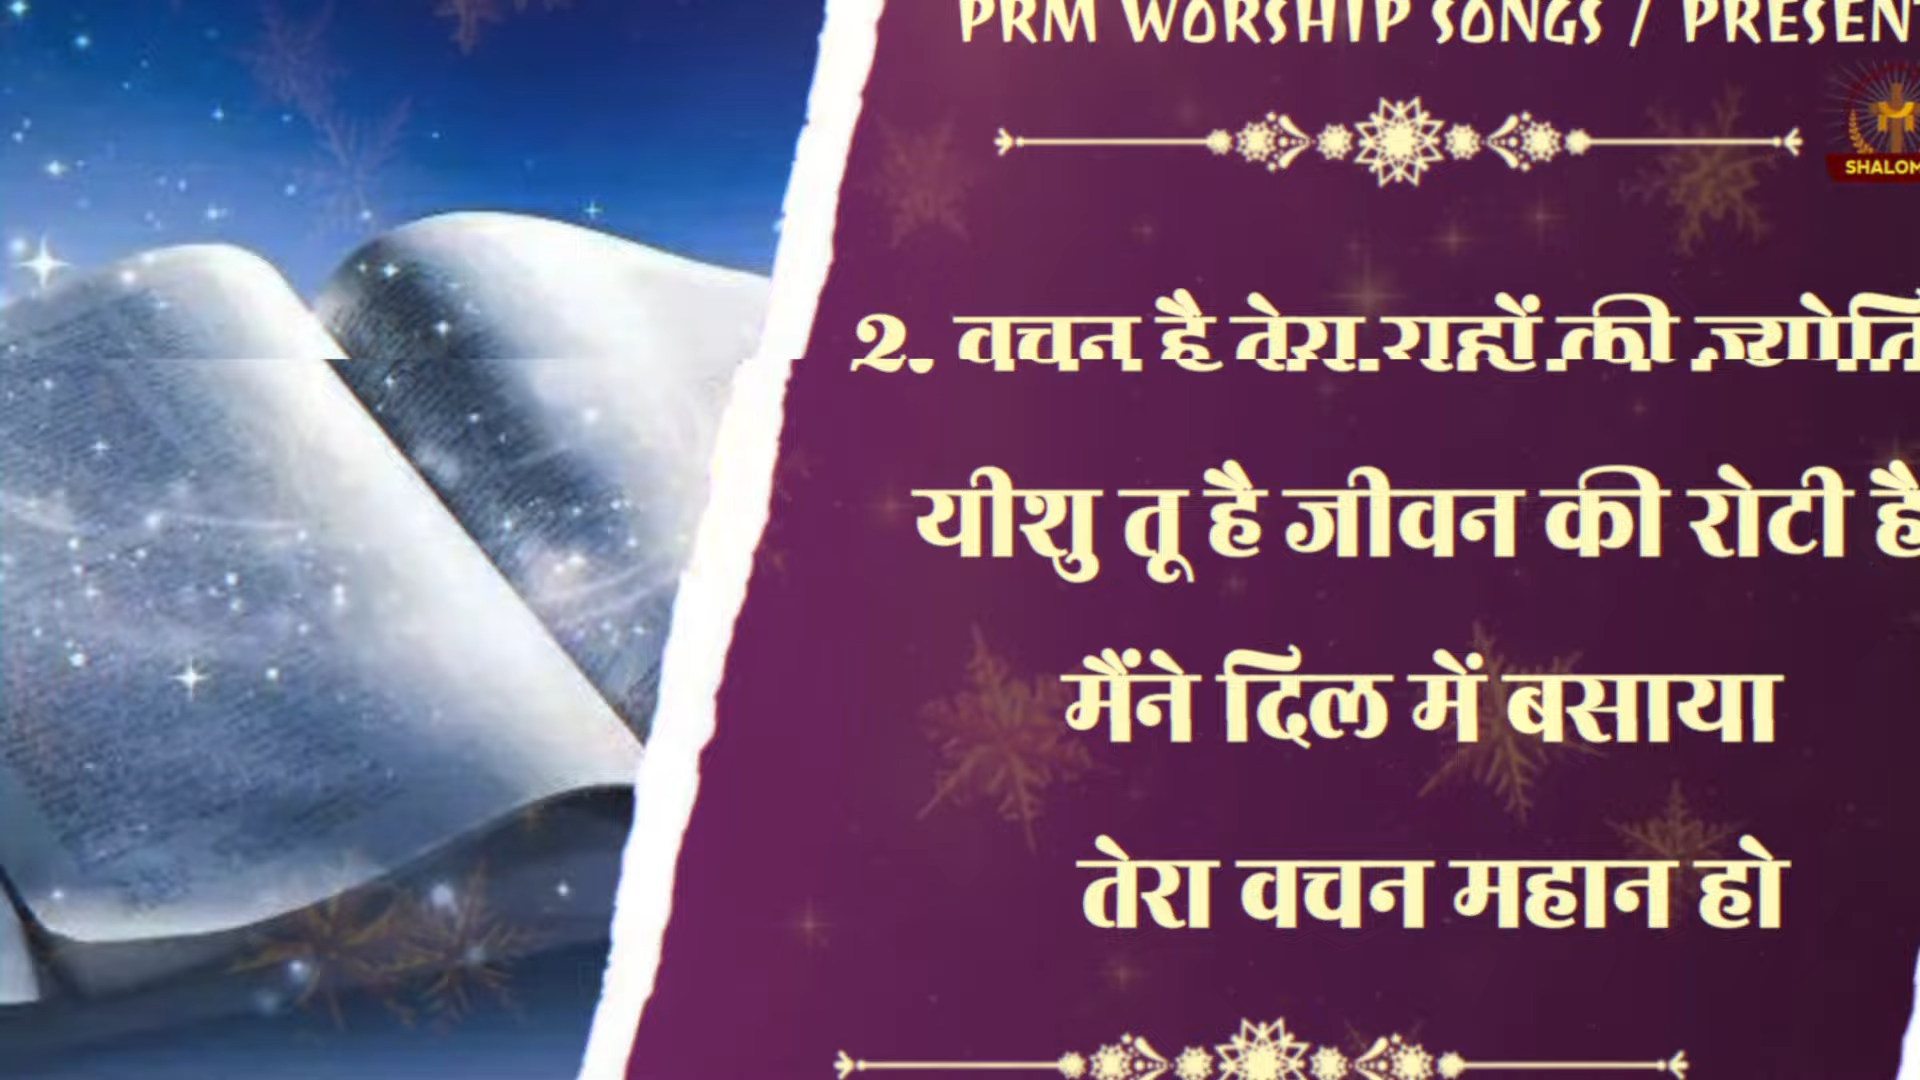 PRM WORSHIP SONGS / PRESENT
SHALOM
2. वचन है तेरा राहों की ज्योति
यीशु तू है जीवन की रोटी है
मैंने दिल में बसाया
तेरा वचन महान हो